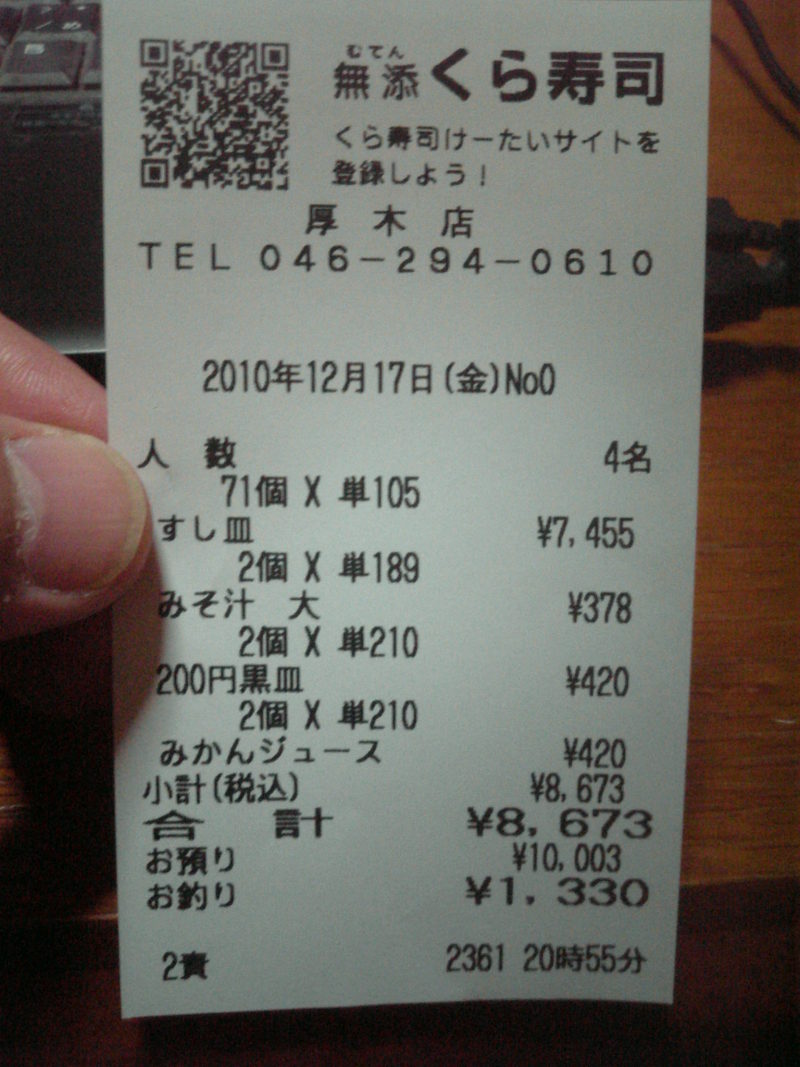 むてん
無添くら寿司
くら寿司けーたいサイトを
登録しよう!
厚木店
TEL 046-294-0610
2010年12月17日(金)No0
人数 4名
71個 X 単105
すし皿 ¥7,455
2個 X 単189
みそ汁 大 ¥378
2個 X 単210
200円黒皿 ¥420
2個 X 単210
みかんジュース ¥420
小計(税込) ¥8,673
合計 ¥8,673
お預り ¥10,003
お釣り ¥1,330
2責 2361 20時55分